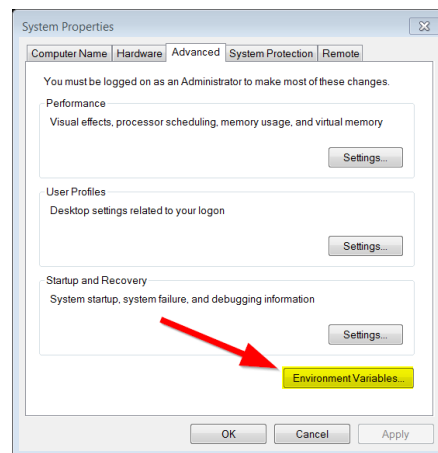 System Properties
Computer Name Hardware Advanced System Protection Remote
You must be logged on as an Administrator to make most of these changes.
Performance
Visual effects, processor scheduling, memory usage, and virtual memory
Settings...
User Profiles
Desktop settings related to your logon
Settings...
Startup and Recovery
System startup, system failure, and debugging information
Settings...
Environment Variables...
OK Cancel Apply